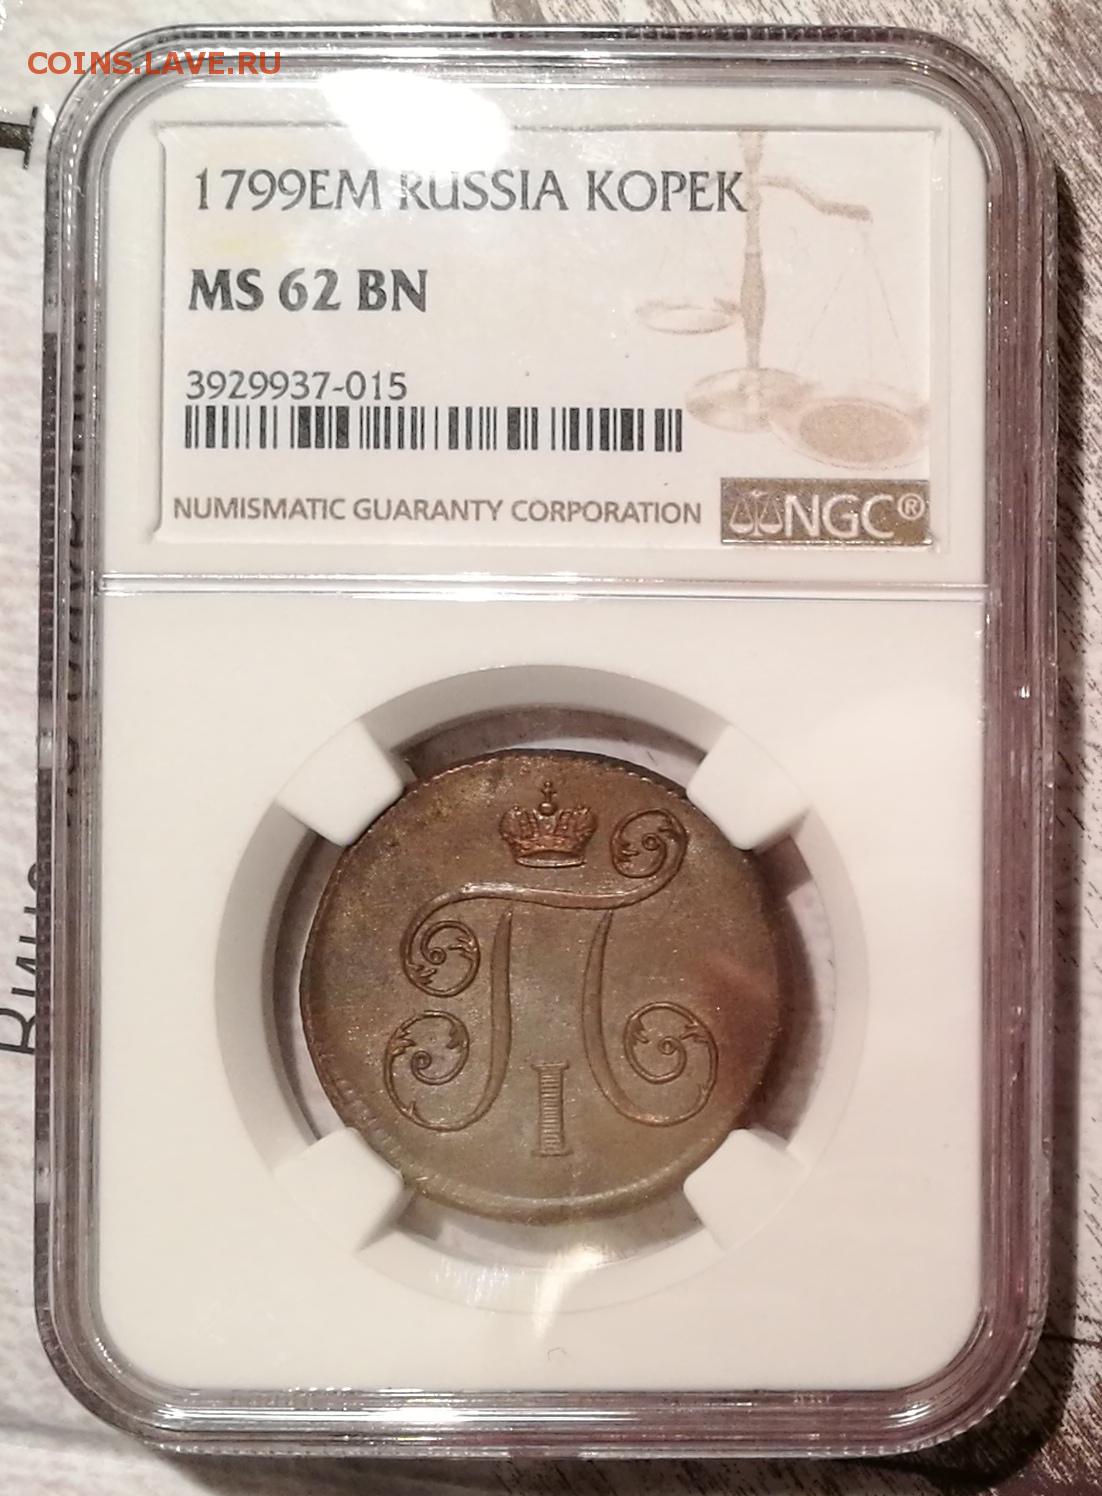 COINS.LAVE.RU
1799EM RUSSIA KOPEK
MS 62 BN
3929937-015
NUMISMATIC GUARANTY CORPORATION NGC®
П
I